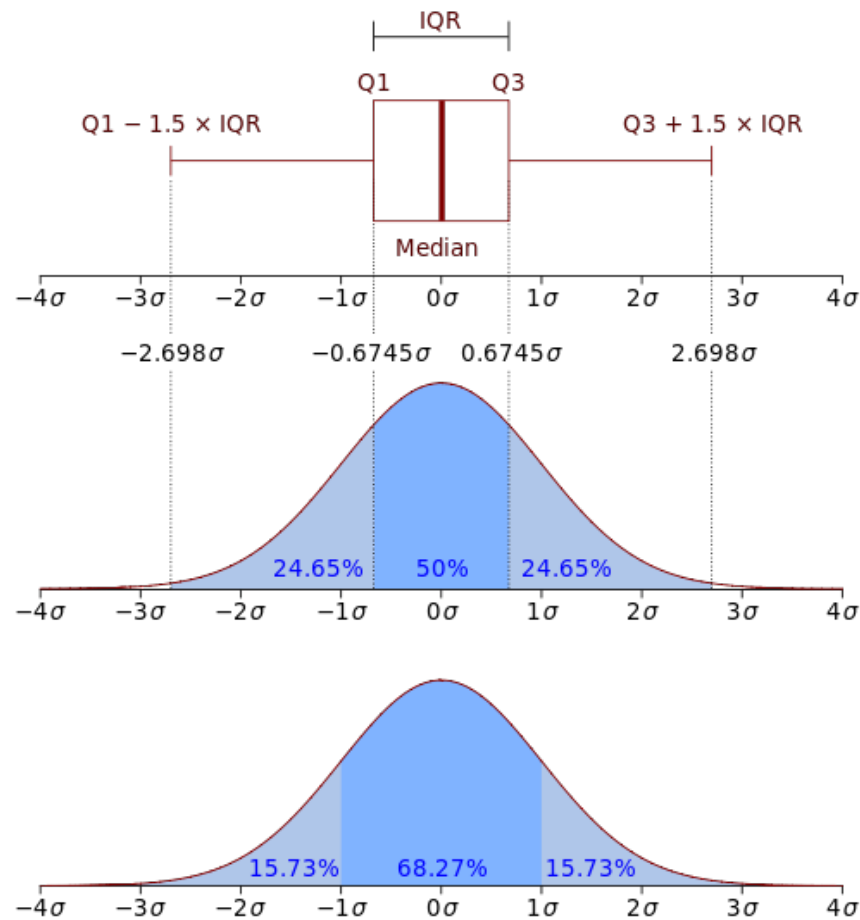 IQR
Q1 Q3
Q1 − 1.5 × IQR Q3 + 1.5 × IQR
Median
−4σ −3σ −2σ −1σ 0σ 1σ 2σ 3σ 4σ
−2.698σ −0.6745σ 0.6745σ 2.698σ
24.65% 50% 24.65%
−4σ −3σ −2σ −1σ 0σ 1σ 2σ 3σ 4σ
15.73% 68.27% 15.73%
−4σ −3σ −2σ −1σ 0σ 1σ 2σ 3σ 4σ